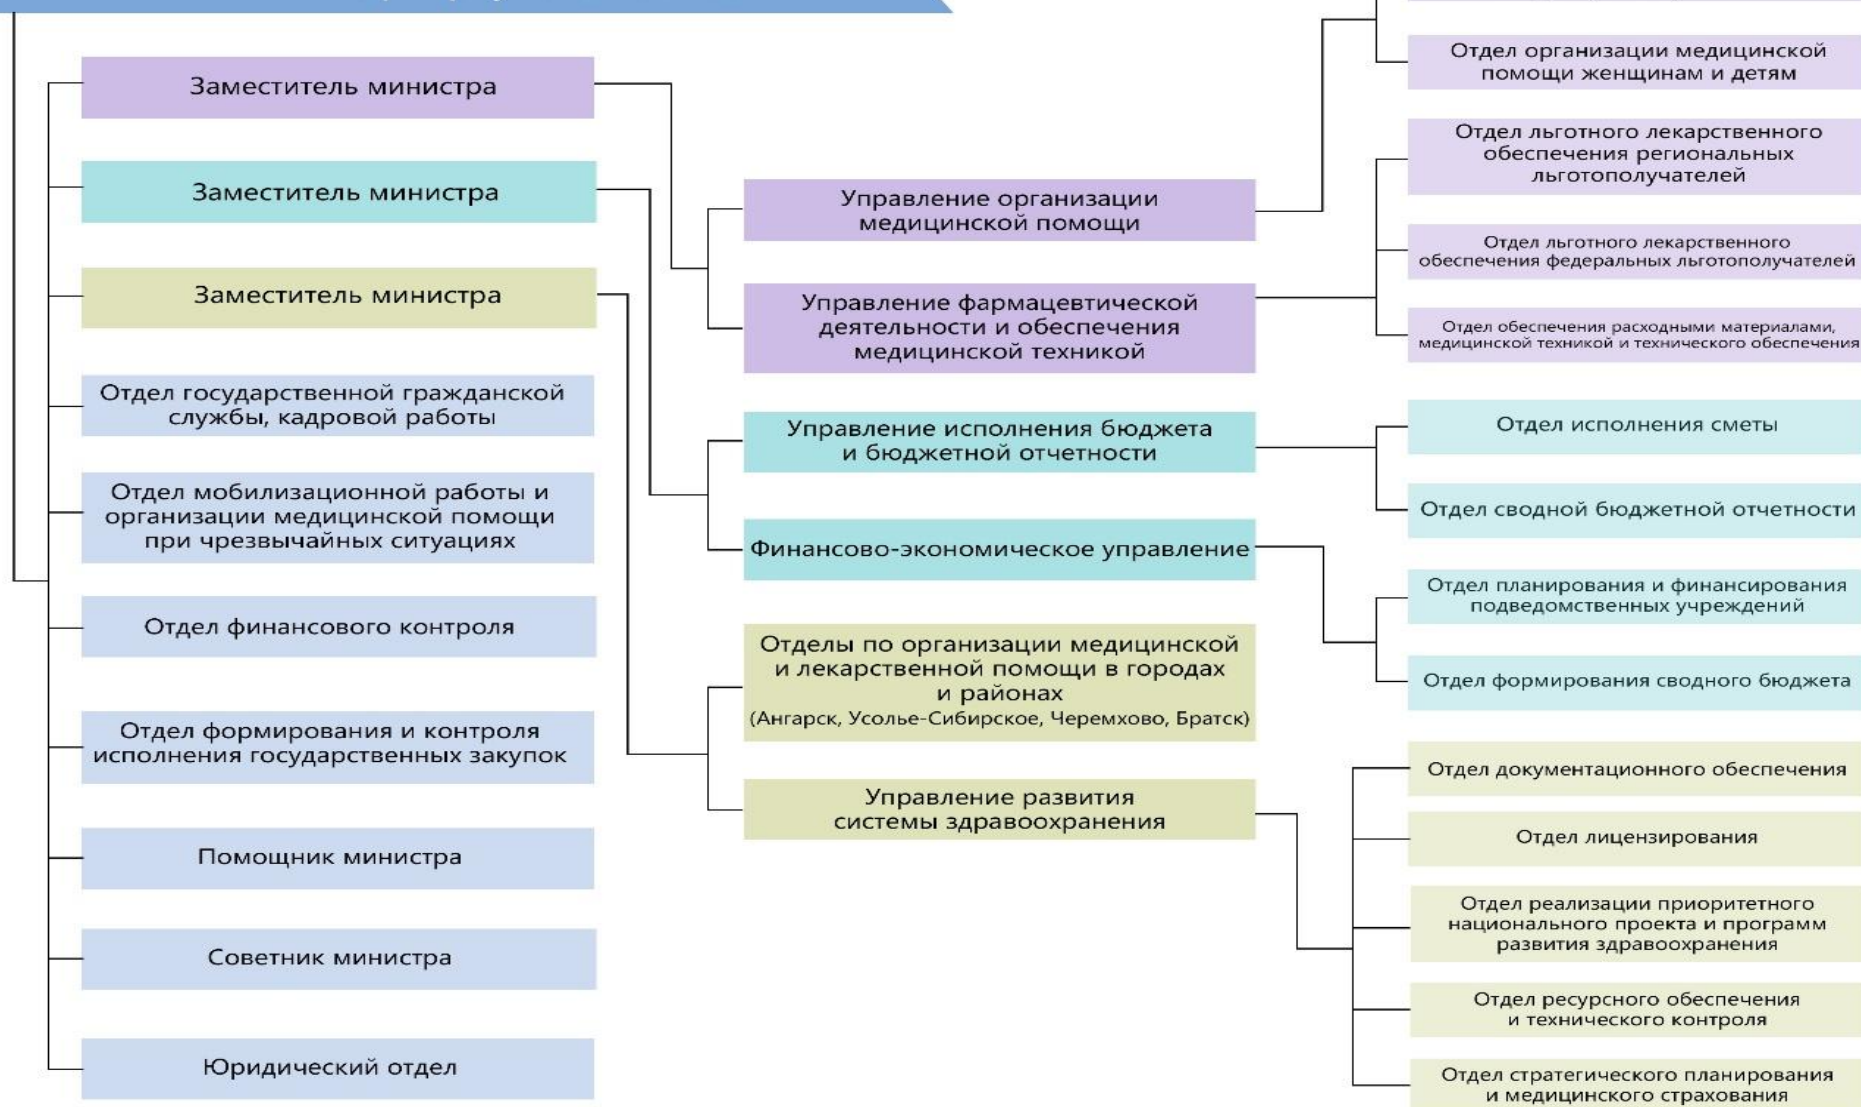 Заместитель министра
Заместитель министра
Заместитель министра
Отдел государственной гражданской
службы, кадровой работы
Отдел мобилизационной работы и
организации медицинской помощи
при чрезвычайных ситуациях
Отдел финансового контроля
Отдел формирования и контроля
исполнения государственных закупок
Помощник министра
Советник министра
Юридический отдел
Управление организации
медицинской помощи
Управление фармацевтической
деятельности и обеспечения
медицинской техникой
Управление исполнения бюджета
и бюджетной отчетности
Финансово-экономическое управление
Отделы по организации медицинской
и лекарственной помощи в городах
и районах
(Ангарск, Усолье-Сибирское, Черемхово, Братск)
Управление развития
системы здравоохранения
Отдел организации медицинской
помощи женщинам и детям
Отдел льготного лекарственного
обеспечения региональных
льготополучателей
Отдел льготного лекарственного
обеспечения федеральных льготополучателей
Отдел обеспечения расходными материалами,
медицинской техникой и технического обеспечения
Отдел исполнения сметы
Отдел сводной бюджетной отчетности
Отдел планирования и финансирования
подведомственных учреждений
Отдел формирования сводного бюджета
Отдел документационного обеспечения
Отдел лицензирования
Отдел реализации приоритетного
национального проекта и программ
развития здравоохранения
Отдел ресурсного обеспечения
и технического контроля
Отдел стратегического планирования
и медицинского страхования